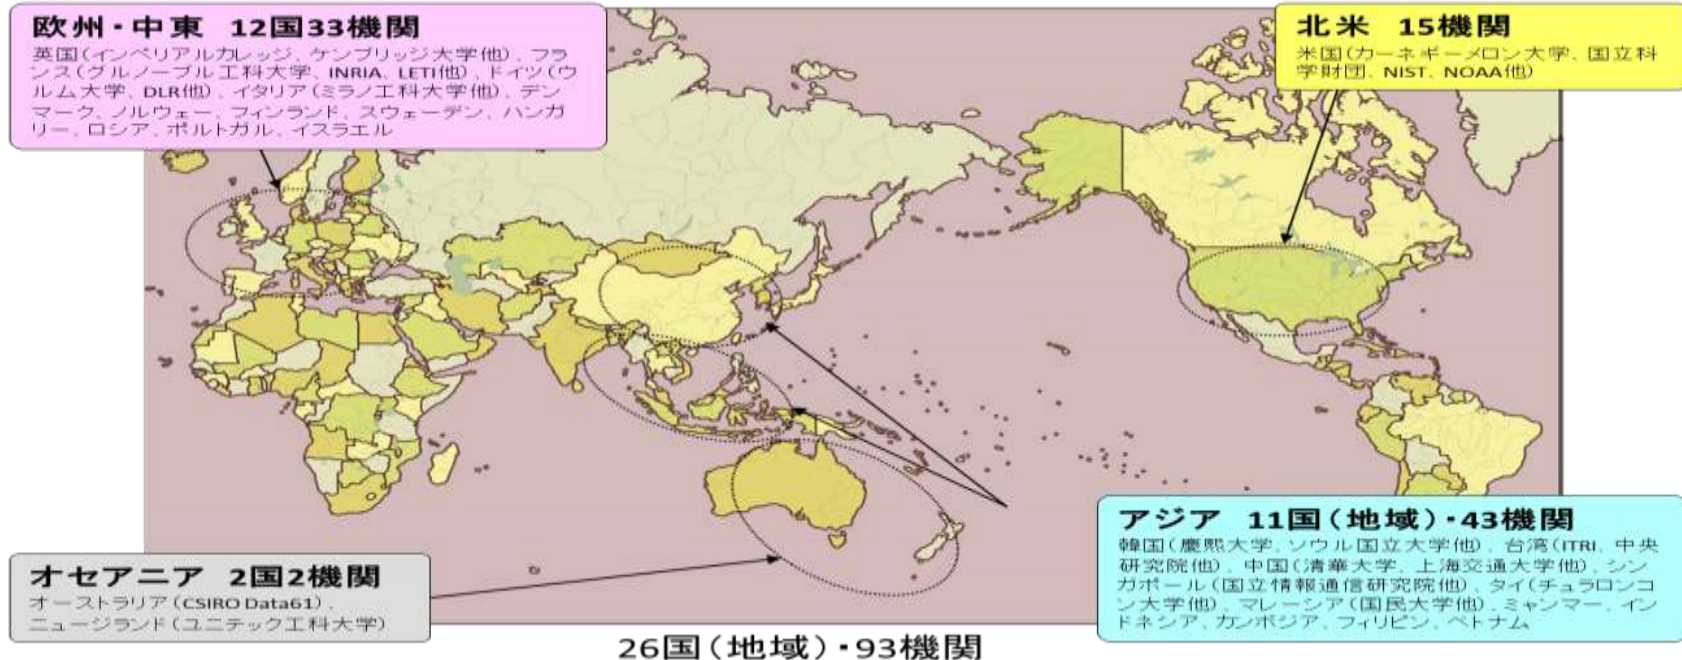 欧州・中東 12国33機関
英国(インペリアルカレッジ、ケンブリッジ大学他)、フラ
ンス(グルノーブル工科大学、INRIA、LETI他)、ドイツ(ウ
ルム大学、DLR他)、イタリア(ミラノ工科大学他)、デン
マーク、ノルウェー、フィンランド、スウェーデン、ハンガ
リー、ロシア、ポルトガル、イスラエル
北米 15機関
米国(カーネギーメロン大学、国立科
学財団、NIST、NOAA他)
アジア 11国(地域)・43機関
韓国(慶熙大学、ソウル国立大学他)、台湾(ITRI、中央
研究院他)、中国(清華大学、上海交通大学他)、シン
ガポール(国立情報通信研究院他)、タイ(チュラロンコ
ン大学他)、マレーシア(国民大学他)、ミャンマー、イン
ドネシア、カンボジア、フィリピン、ベトナム
オセアニア 2国2機関
オーストラリア(CSIRO Data61)、
ニュージランド(ユニテック工科大学)
26国(地域)・93機関